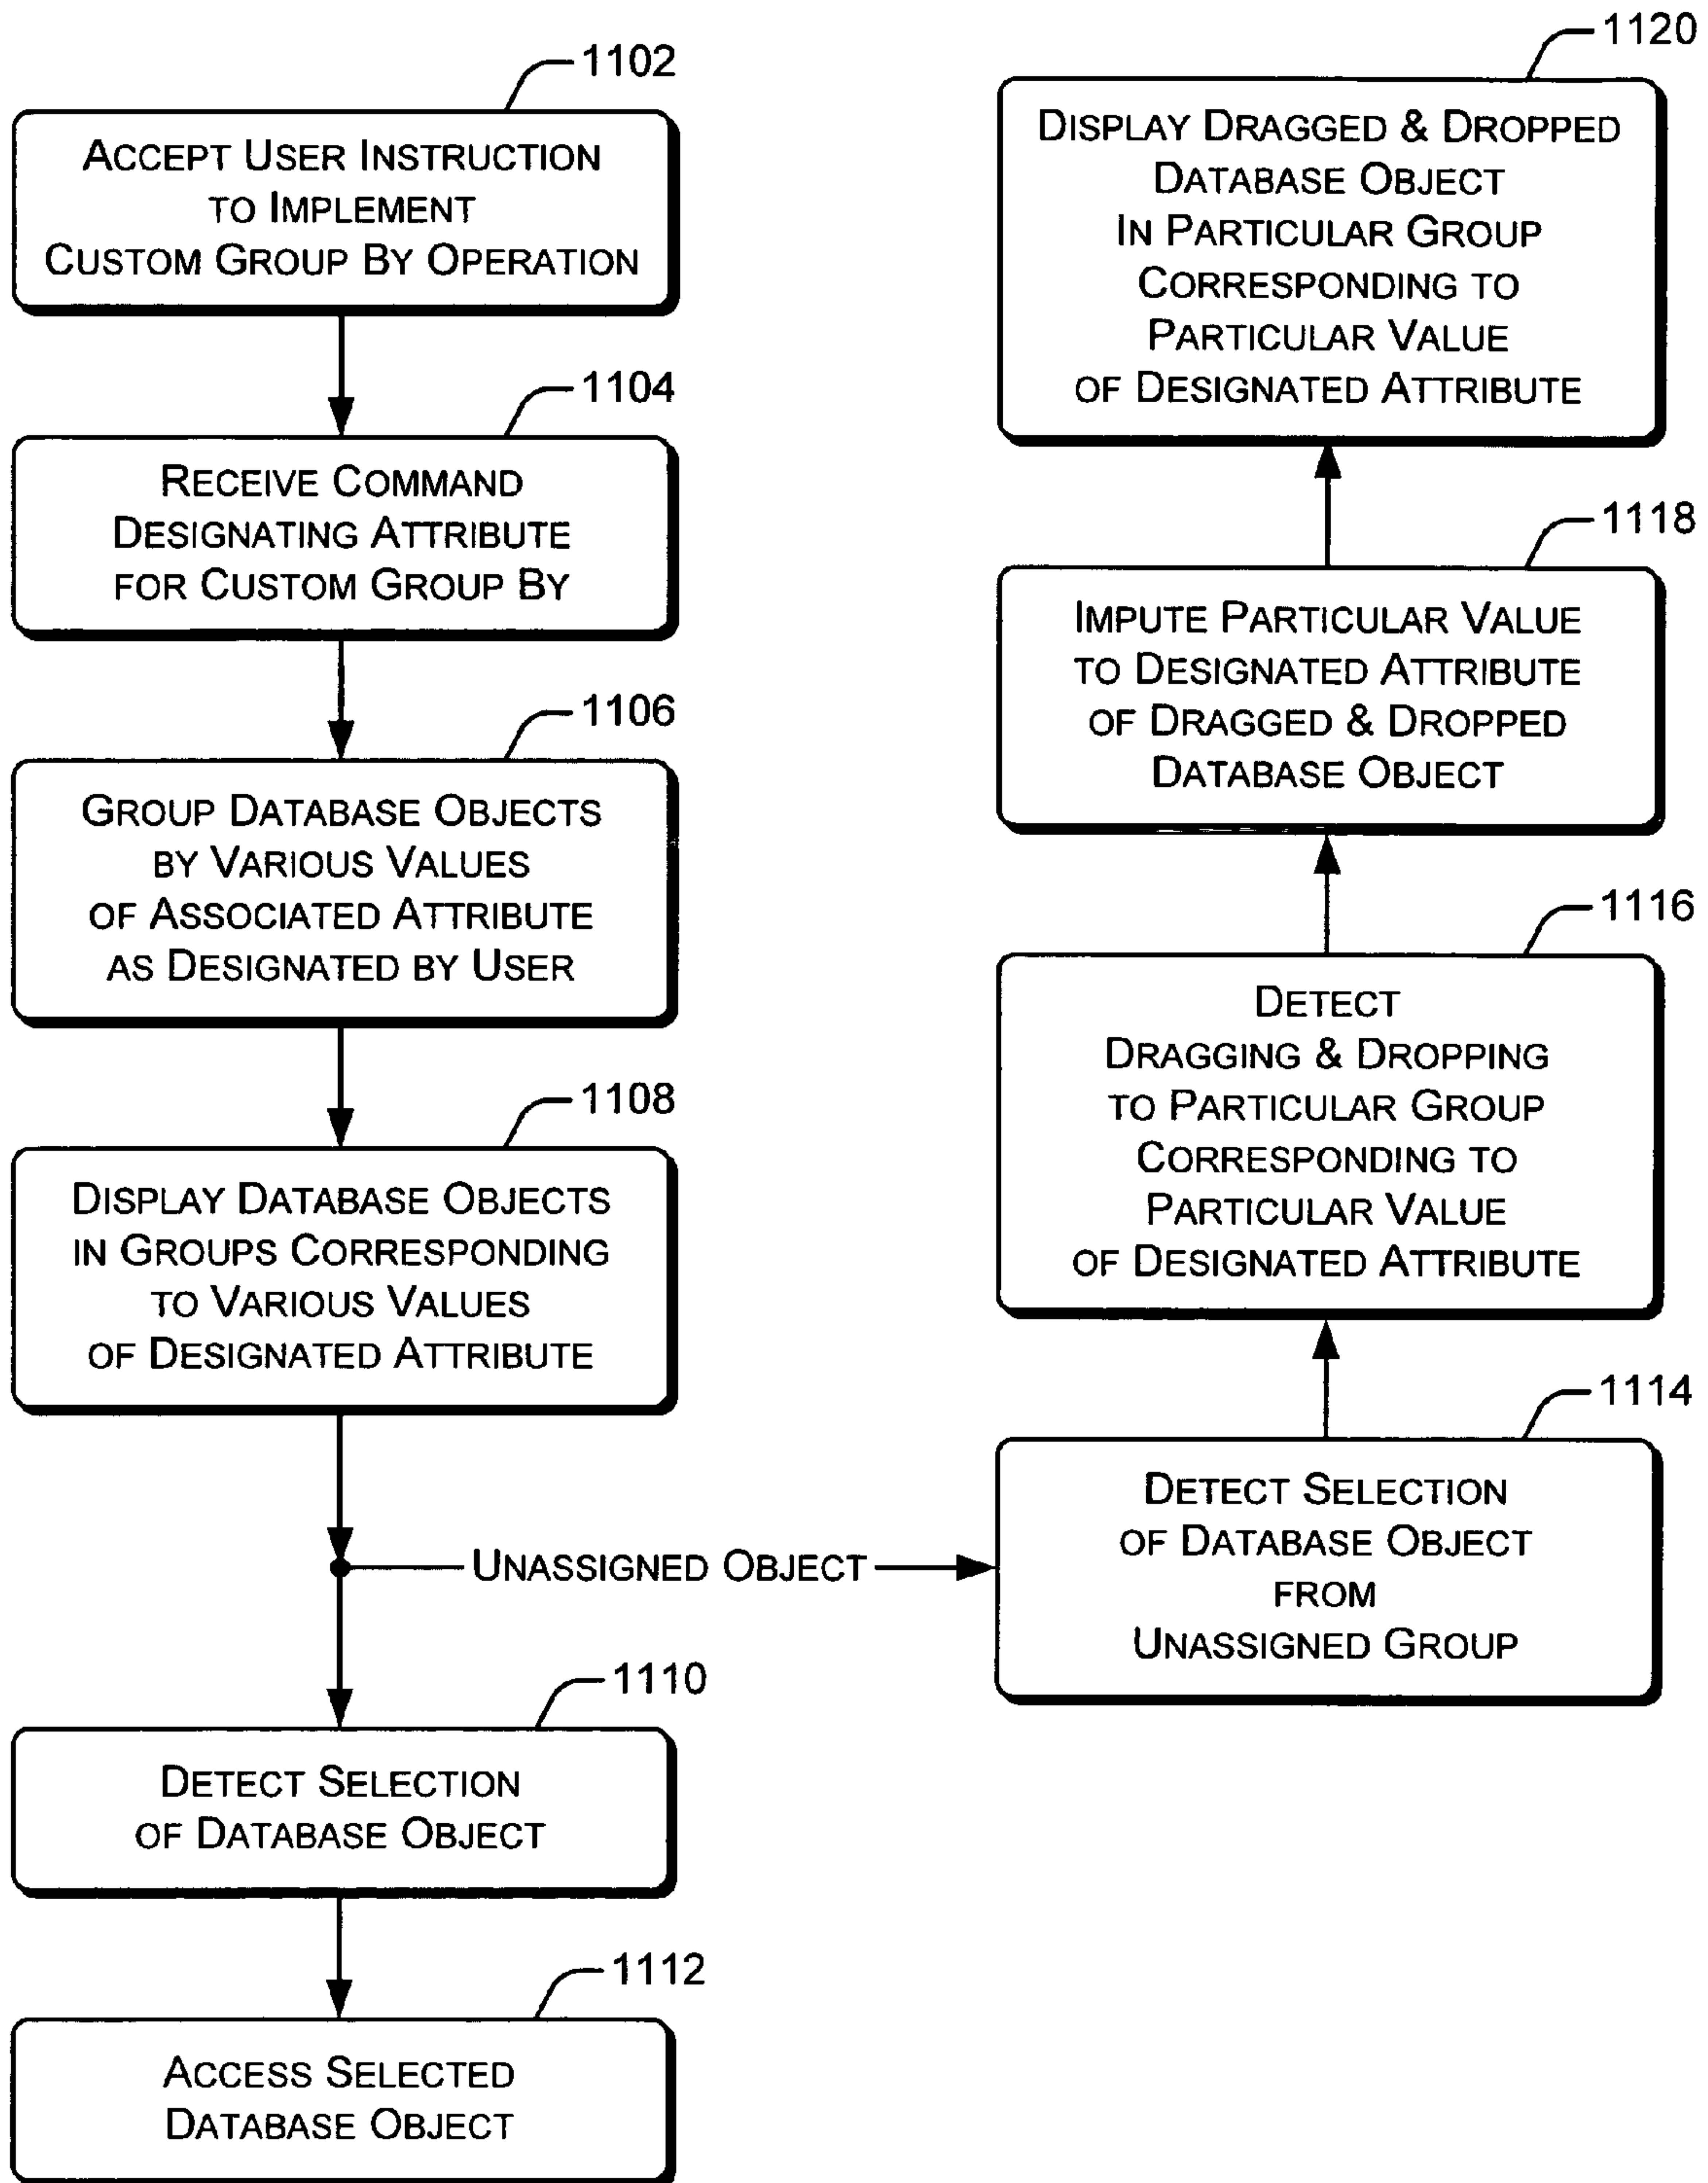 1102
ACCEPT USER INSTRUCTION
TO IMPLEMENT
CUSTOM GROUP BY OPERATION
1104
RECEIVE COMMAND
DESIGNATING ATTRIBUTE
FOR CUSTOM GROUP BY
1106
GROUP DATABASE OBJECTS
BY VARIOUS VALUES
OF ASSOCIATED ATTRIBUTE
AS DESIGNATED BY USER
1108
DISPLAY DATABASE OBJECTS
IN GROUPS CORRESPONDING
TO VARIOUS VALUES
OF DESIGNATED ATTRIBUTE
UNASSIGNED OBJECT
1110
DETECT SELECTION
OF DATABASE OBJECT
1112
ACCESS SELECTED
DATABASE OBJECT
1114
DETECT SELECTION
OF DATABASE OBJECT
FROM
UNASSIGNED GROUP
1116
DETECT
DRAGGING & DROPPING
TO PARTICULAR GROUP
CORRESPONDING TO
PARTICULAR VALUE
OF DESIGNATED ATTRIBUTE
1118
IMPUTE PARTICULAR VALUE
TO DESIGNATED ATTRIBUTE
OF DRAGGED & DROPPED
DATABASE OBJECT
1120
DISPLAY DRAGGED & DROPPED
DATABASE OBJECT
IN PARTICULAR GROUP
CORRESPONDING TO
PARTICULAR VALUE
OF DESIGNATED ATTRIBUTE